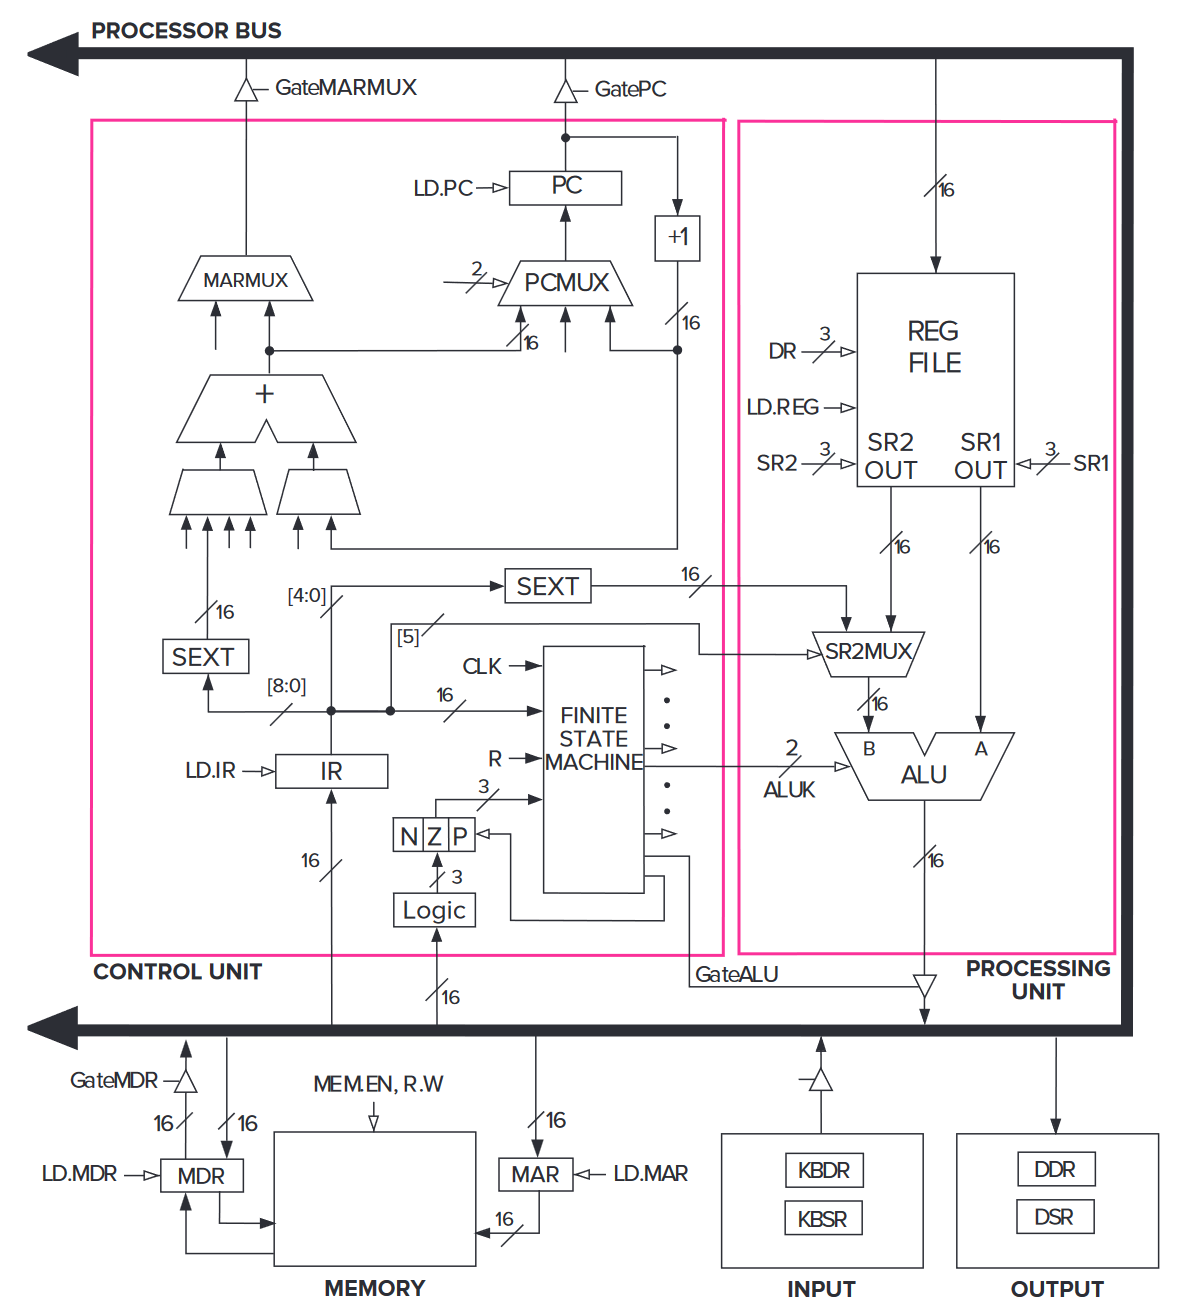 PROCESSOR BUS
GateMARMUX
GatePC
LD.PC
PC
16
+1
MARMUX
2
PCMUX
16
16
REG
FILE
DR
3
LD.REG
SR2
3
SR2
OUT
SR1
OUT
3
SR1
+
16
16
[4:0]
SEXT
16
16
[5]
SEXT
CLK
SR2MUX
[8:0]
16
16
FINITE
STATE
MACHINE
R
2
ALUK
B
A
ALU
LD.IR
IR
3
N Z P
16
3
16
Logic
CONTROL UNIT
GateALU
PROCESSING
UNIT
16
GateMDR
MEM.EN, R.W
16
16
16
LD.MDR
MDR
MAR
LD.MAR
KBDR
DDR
16
KBSR
DSR
MEMORY
INPUT
OUTPUT